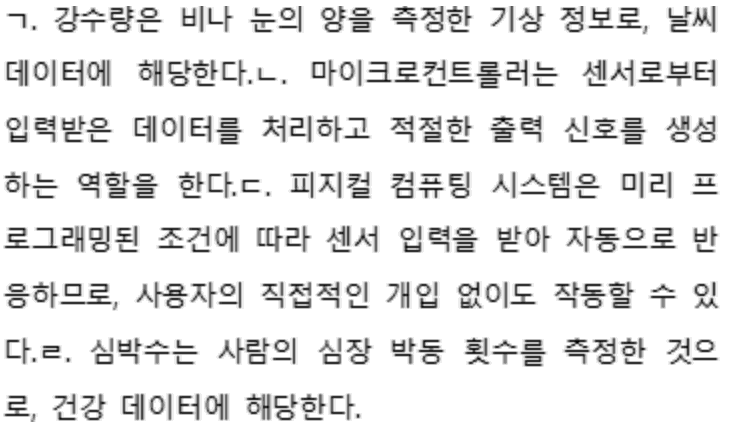 ㄱ. 강수량은 비나 눈의 양을 측정한 기상 정보로, 날씨
데이터에 해당한다.ㄴ. 마이크로컨트롤러는 센서로부터
입력받은 데이터를 처리하고 적절한 출력 신호를 생성
하는 역할을 한다.ㄷ. 피지컬 컴퓨팅 시스템은 미리 프
로그래밍된 조건에 따라 센서 입력을 받아 자동으로 반
응하므로, 사용자의 직접적인 개입 없이도 작동할 수 있
다.ㄹ. 심박수는 사람의 심장 박동 횟수를 측정한 것으
로, 건강 데이터에 해당한다.